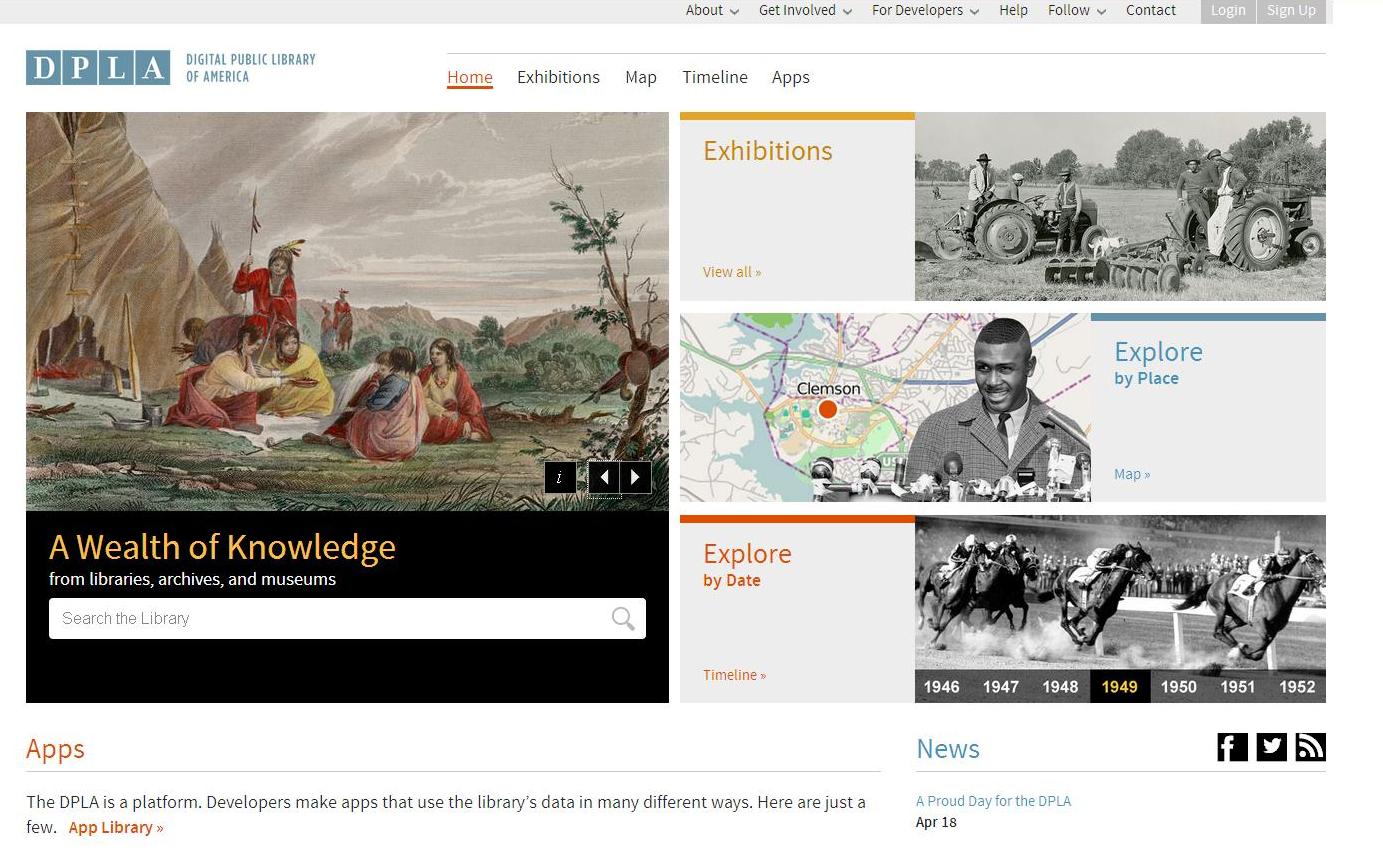 About Get Involved For Developers Help Follow Contact Login Sign Up
DPLA
DIGITAL PUBLIC LIBRARY
OF AMERICA
Home Exhibitions Map Timeline Apps
i
A Wealth of Knowledge
from libraries, archives, and museums
Search the Library
Exhibitions
View all »
Clemson
US
Explore
by Place
Map »
Explore
by Date
Timeline »
1946 1947 1948 1949 1950 1951 1952
Apps
The DPLA is a platform. Developers make apps that use the library’s data in many different ways. Here are just a
few. App Library »
News
A Proud Day for the DPLA
Apr 18